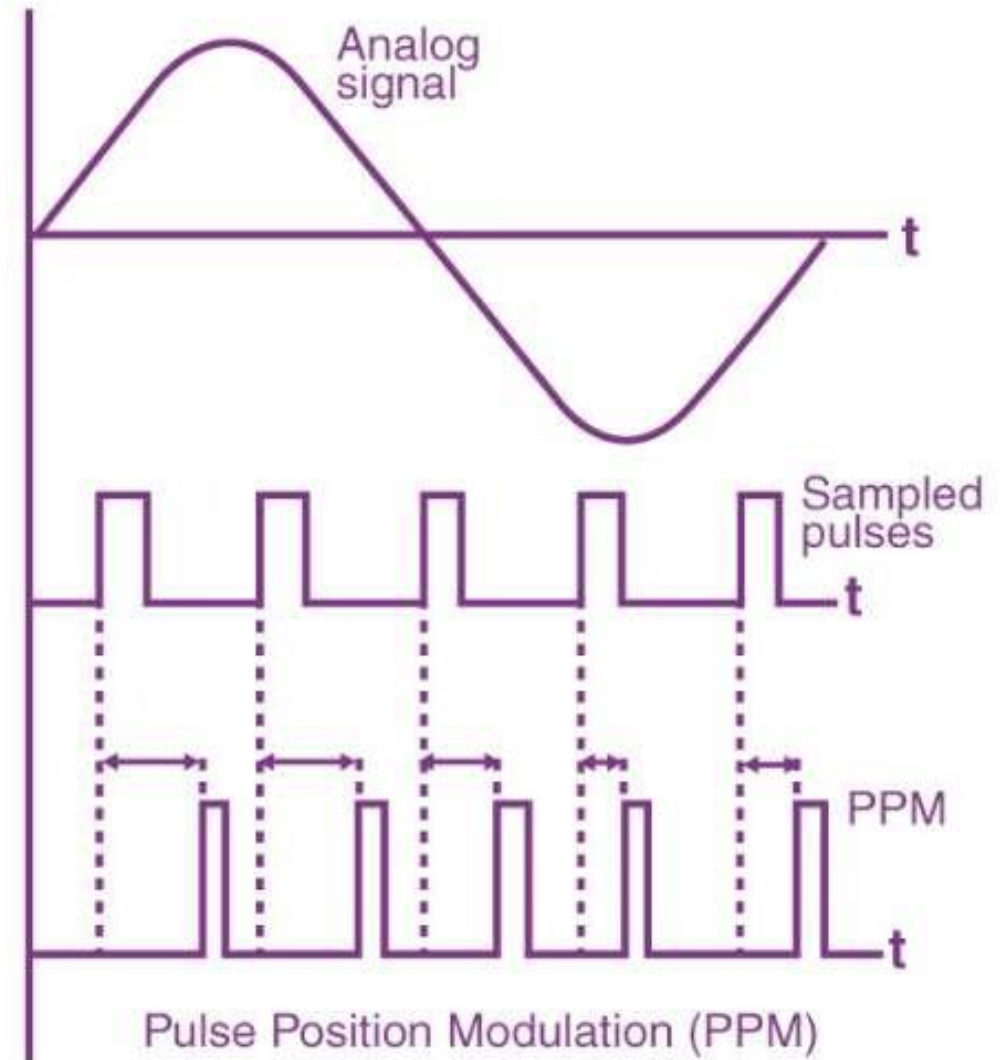 Analog
signal
t
Sampled
pulses
t
PPM
t
Pulse Position Modulation (PPM)